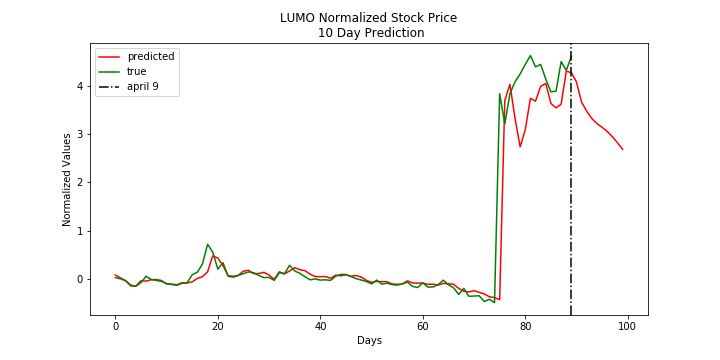 LUMO Normalized Stock Price
10 Day Prediction
predicted
true
april 9
Normalized Values
4
3
2
1
0
0 20 40 60 80 100
Days